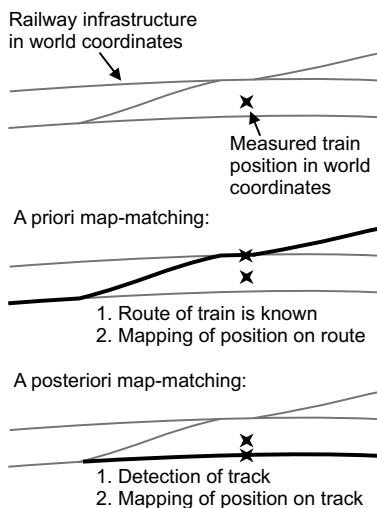 Railway infrastructure
in world coordinates
Measured train
position in world
coordinates
A priori map-matching:
1. Route of train is known
2. Mapping of position on route
A posteriori map-matching:
1. Detection of track
2. Mapping of position on track